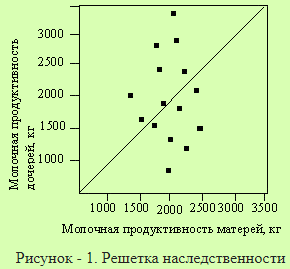 Молочная продуктивность
дочерей, кг
3000
2500
2000
1500
1000
1000 1500 2000 2500 3000 3500
Молочная продуктивность матерей, кг
Рисунок - 1. Решетка наследственности